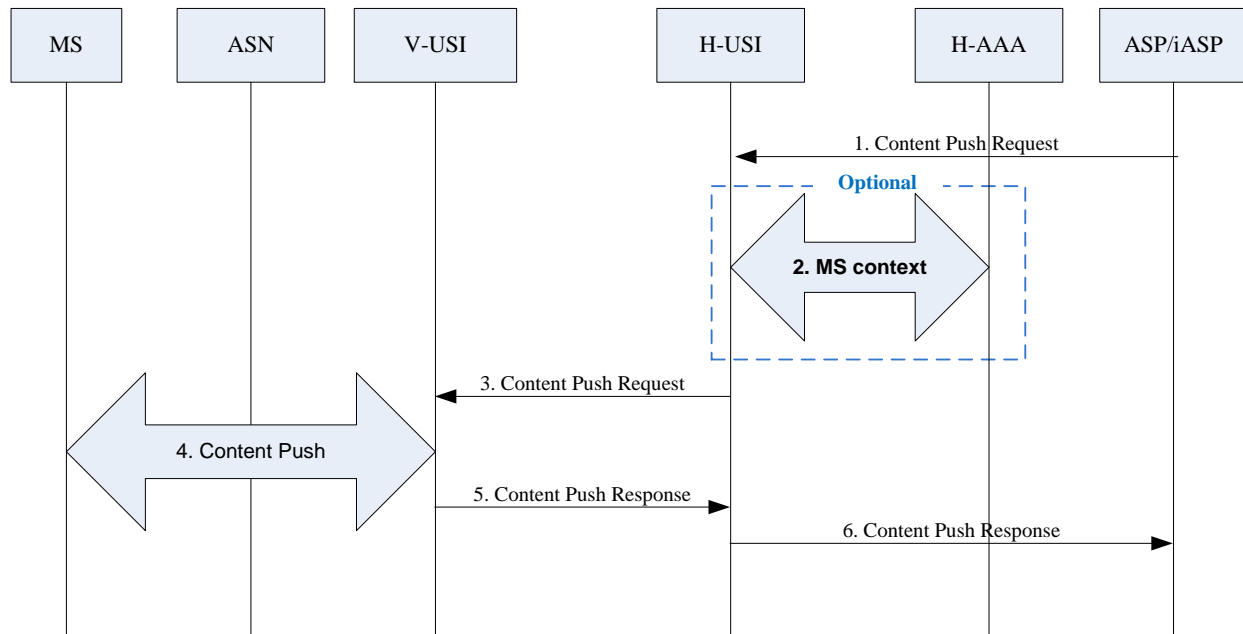 MS
ASN
V-USI
H-USI
H-AAA
ASP/iASP
1. Content Push Request
Optional
2. MS context
3. Content Push Request
4. Content Push
5. Content Push Response
6. Content Push Response